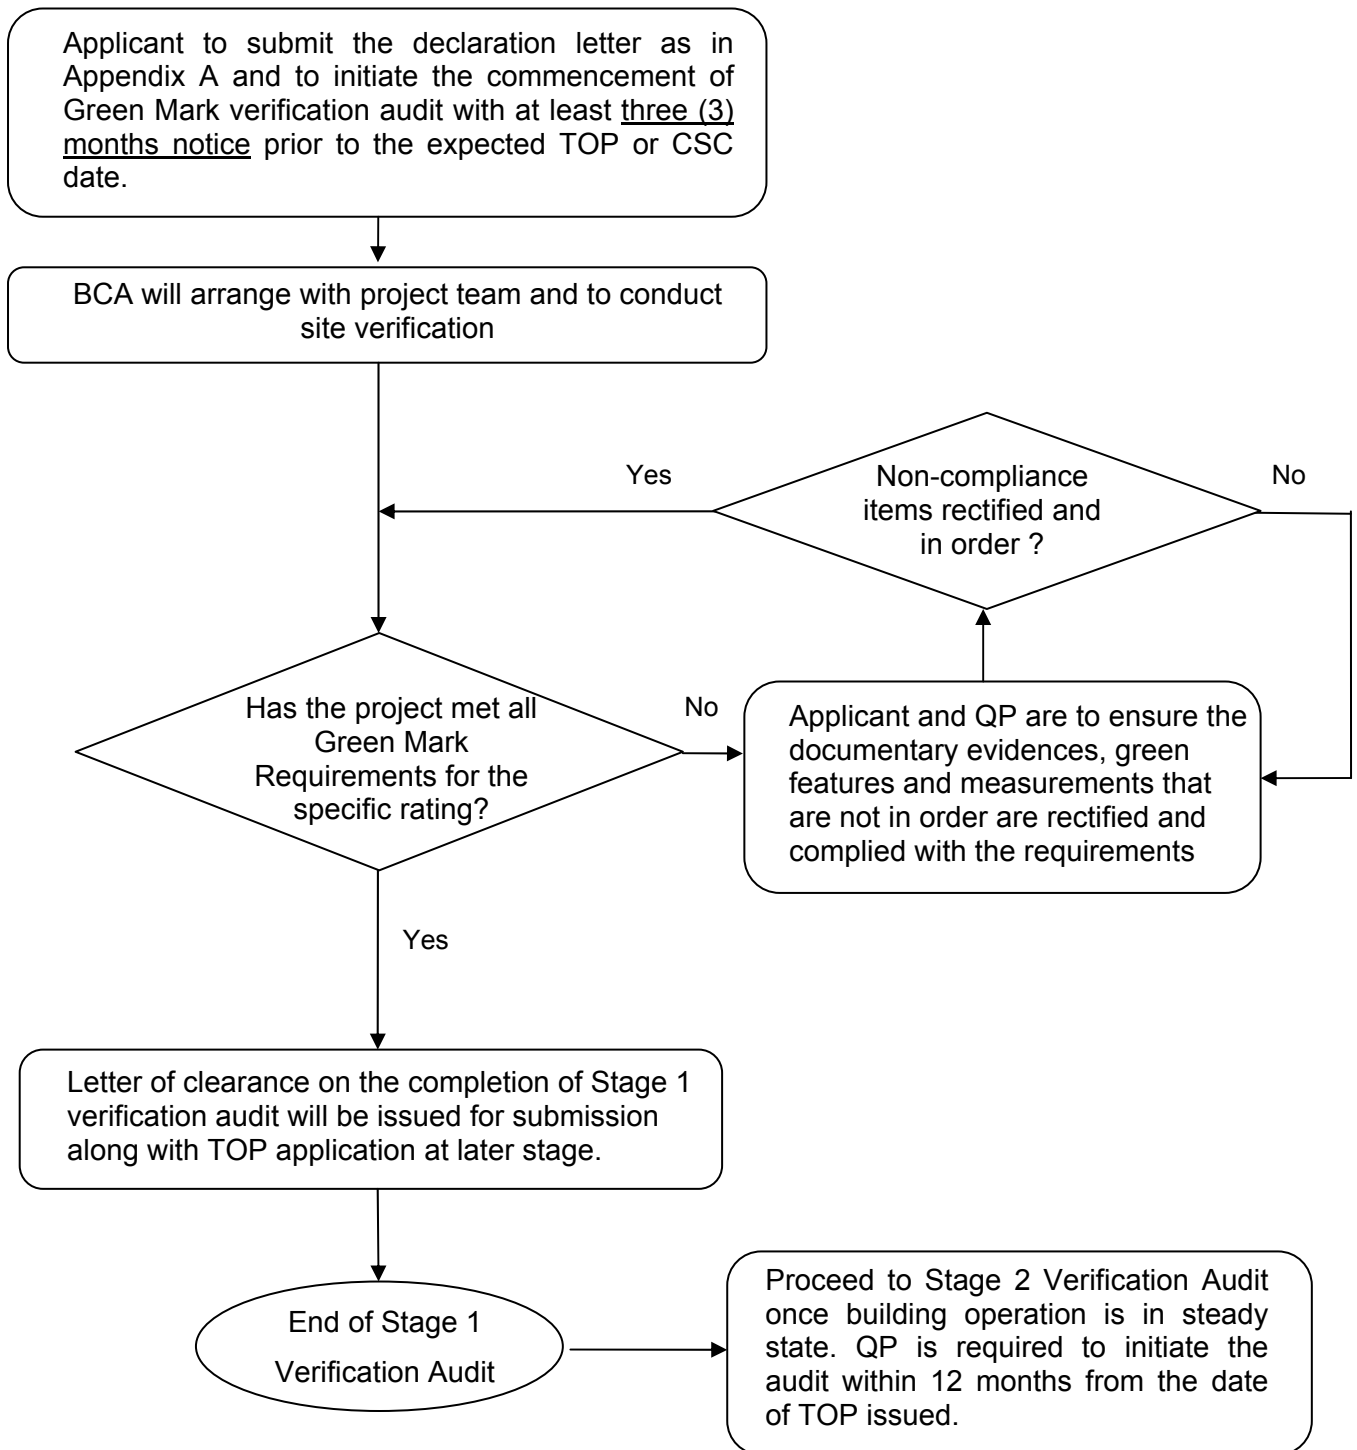 Applicant to submit the declaration letter as in
Appendix A and to initiate the commencement of
Green Mark verification audit with at least three (3)
months notice prior to the expected TOP or CSC
date.
BCA will arrange with project team and to conduct
site verification
Yes
Non-compliance
items rectified and
in order ?
No
Has the project met all
Green Mark
Requirements for the
specific rating?
No
Applicant and QP are to ensure the
documentary evidences, green
features and measurements that
are not in order are rectified and
complied with the requirements
Yes
Letter of clearance on the completion of Stage 1
verification audit will be issued for submission
along with TOP application at later stage.
End of Stage 1
Verification Audit
Proceed to Stage 2 Verification Audit
once building operation is in steady
state. QP is required to initiate the
audit within 12 months from the date
of TOP issued.